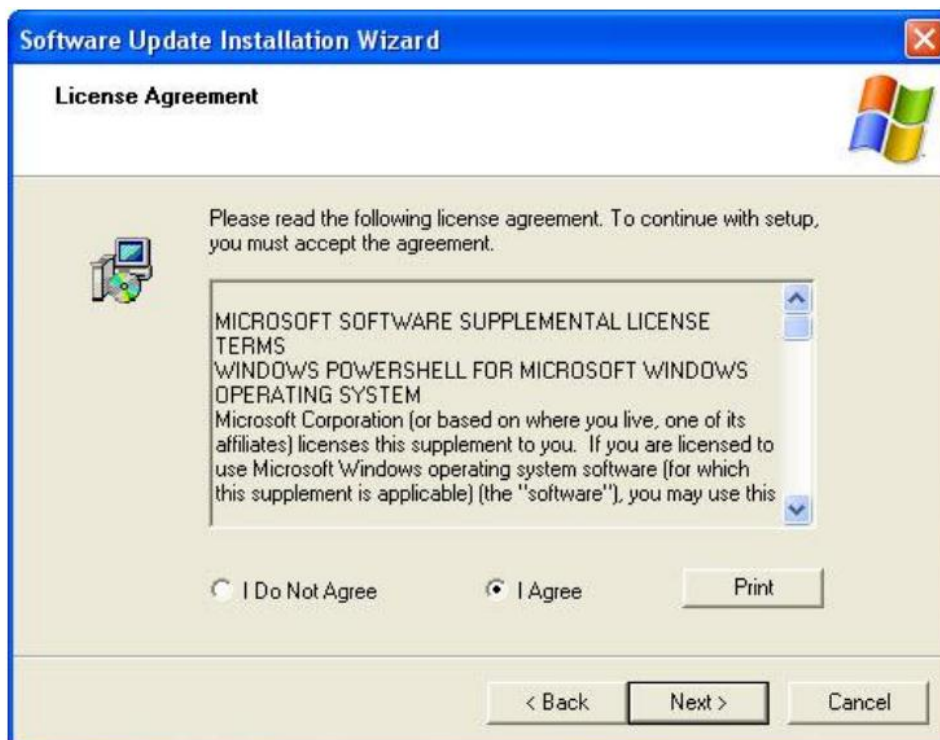 Software Update Installation Wizard
License Agreement
Please read the following license agreement. To continue with setup,
you must accept the agreement.
MICROSOFT SOFTWARE SUPPLEMENTAL LICENSE
TERMS
WINDOWS POWERSHELL FOR MICROSOFT WINDOWS
OPERATING SYSTEM
Microsoft Corporation (or based on where you live, one of its
affiliates) licenses this supplement to you.  If you are licensed to
use Microsoft Windows operating system software (for which
this supplement is applicable) (the "software"), you may use this
I Do Not Agree
I Agree
Print
< Back
Next >
Cancel